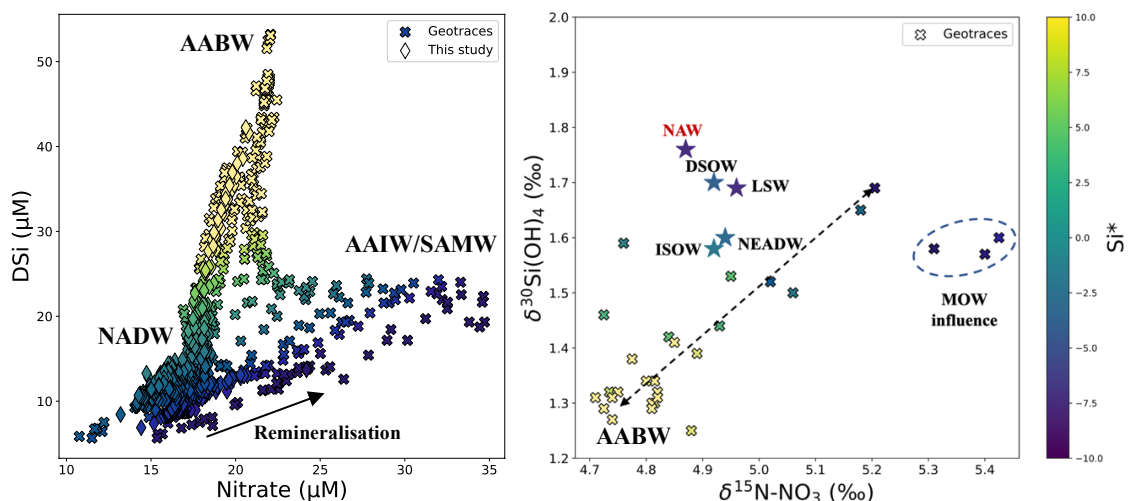 AABW
Geotraces
This study
AAIW/SAMW
NADW
Remineralisation
50
40
30
20
10
DSi (μM)
10
15
20
25
30
35
Nitrate (μM)
Geotraces
NAW
DSOW
LSW
ISOW
NEADW
MOW
influence
AABW
2.0
1.9
1.8
1.7
1.6
1.5
1.4
1.3
1.2
δ³⁰Si(OH)₄ (‰)
4.7
4.8
4.9
5.0
5.1
5.2
5.3
5.4
δ¹⁵N-NO₃ (‰)
10.0
7.5
5.0
2.5
0.0
−2.5
−5.0
−7.5
−10.0
Si*